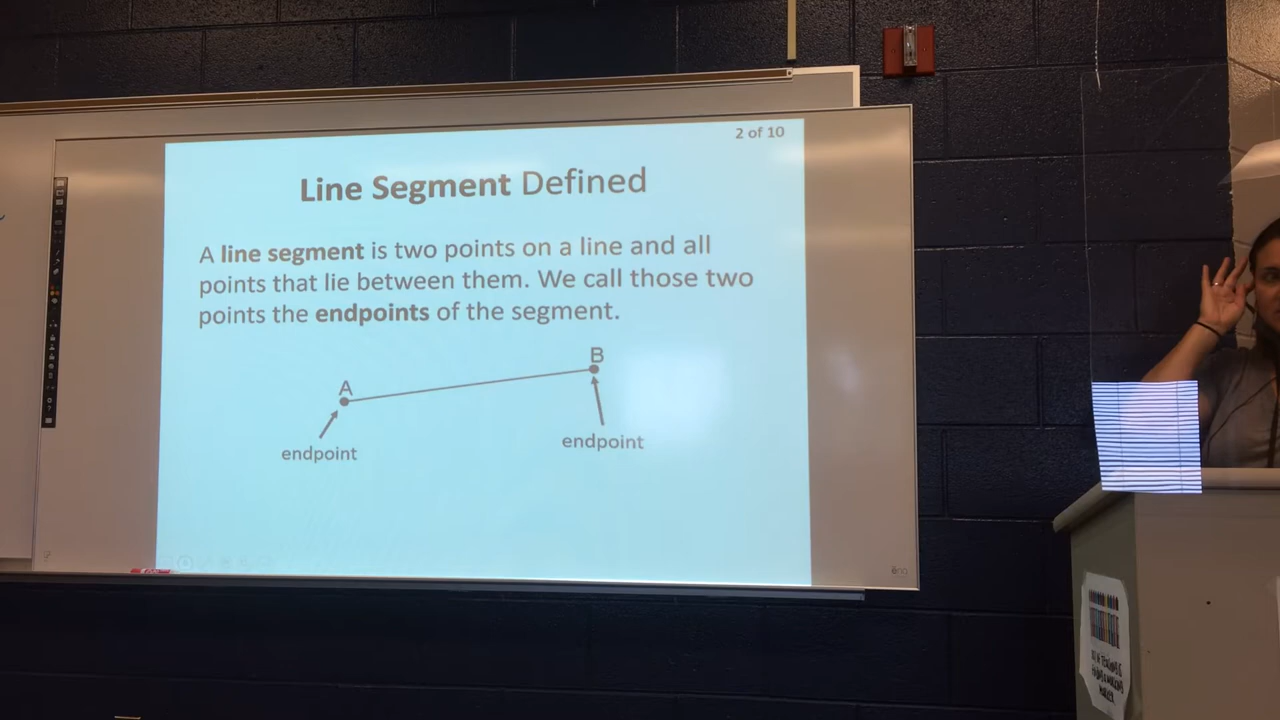 2 of 10
Line Segment Defined
A line segment is two points on a line and all
points that lie between them. We call those two
points the endpoints of the segment.
A
B
endpoint
endpoint
eno